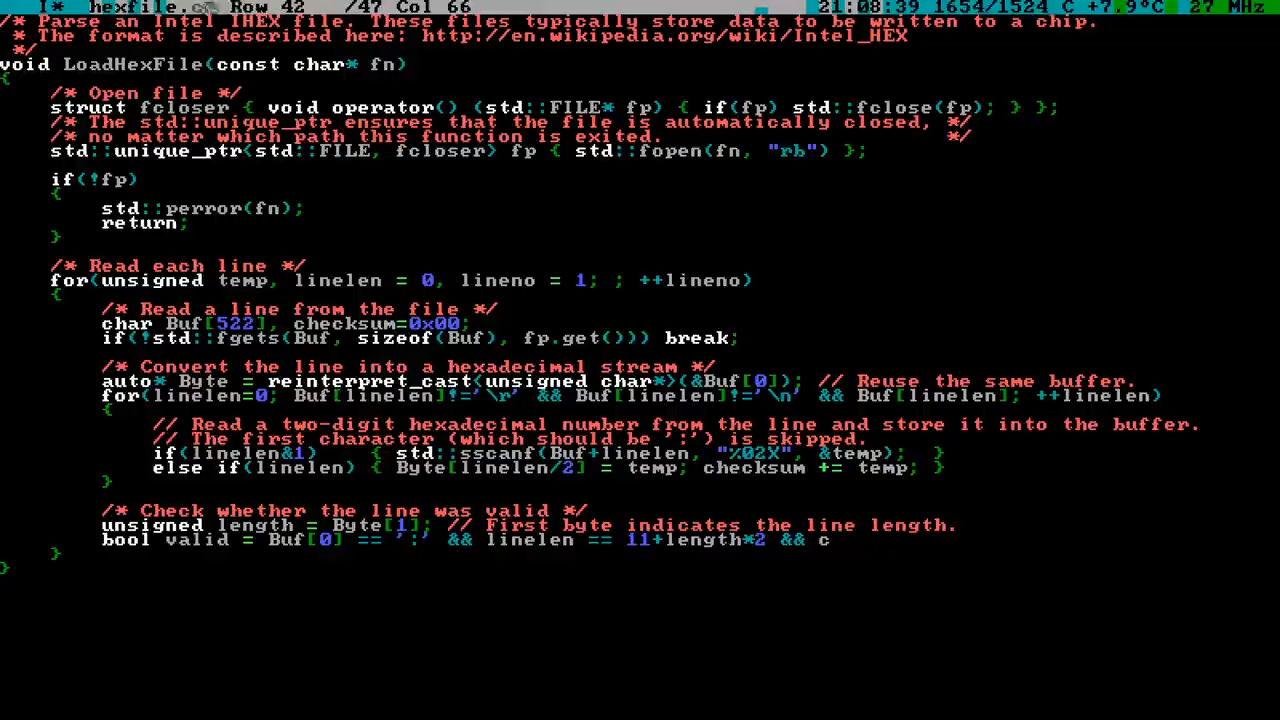 I* hexfile. Row 42 /47 Col 66 21:08:39 1654/1524 C +7.9°C 27 MHz
/* Parse an Intel IHEX file. These files typically store data to be written to a chip.
 * The format is described here: http://en.wikipedia.org/wiki/Intel_HEX
 */
void LoadHexFile(const char* fn)
{
    /* Open file */
    struct fcloser { void operator() (std::FILE* fp) { if(fp) std::fclose(fp); } };
    /* The std::unique_ptr ensures that the file is automatically closed, */
    /* no matter which path this function is exited.                      */
    std::unique_ptr<std::FILE, fcloser> fp { std::fopen(fn, "rb") };
    if(!fp)
    {
        std::perror(fn);
        return;
    }
    /* Read each line */
    for(unsigned temp, linelen = 0, lineno = 1; ; ++lineno)
    {
        /* Read a line from the file */
        char Buf[522], checksum=0x00;
        if(!std::fgets(Buf, sizeof(Buf), fp.get())) break;
        /* Convert the line into a hexadecimal stream */
        auto* Byte = reinterpret_cast<unsigned char*>(&Buf[0]); // Reuse the same buffer.
        for(linelen=0; Buf[linelen]!='\r' && Buf[linelen]!='\n' && Buf[linelen]; ++linelen)
        {
            // Read a two-digit hexadecimal number from the line and store it into the buffer.
            // The first character (which should be ':') is skipped.
            if(linelen&1)    { std::sscanf(Buf+linelen, "%02X", &temp);  }
            else if(linelen) { Byte[linelen/2] = temp; checksum += temp; }
        }
        /* Check whether the line was valid */
        unsigned length = Byte[1]; // First byte indicates the line length.
        bool valid = Buf[0] == ':' && linelen == 11+length*2 && c
    }
}